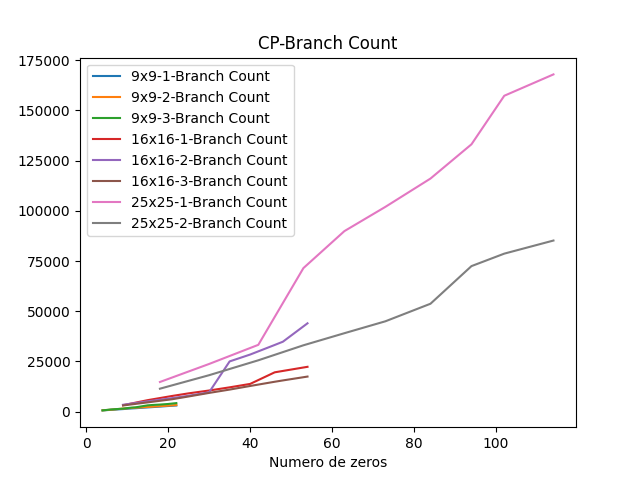 CP-Branch Count
175000
150000
125000
100000
75000
50000
25000
0
9x9-1-Branch Count
9x9-2-Branch Count
9x9-3-Branch Count
16x16-1-Branch Count
16x16-2-Branch Count
16x16-3-Branch Count
25x25-1-Branch Count
25x25-2-Branch Count
0 20 40 60 80 100
Numero de zeros